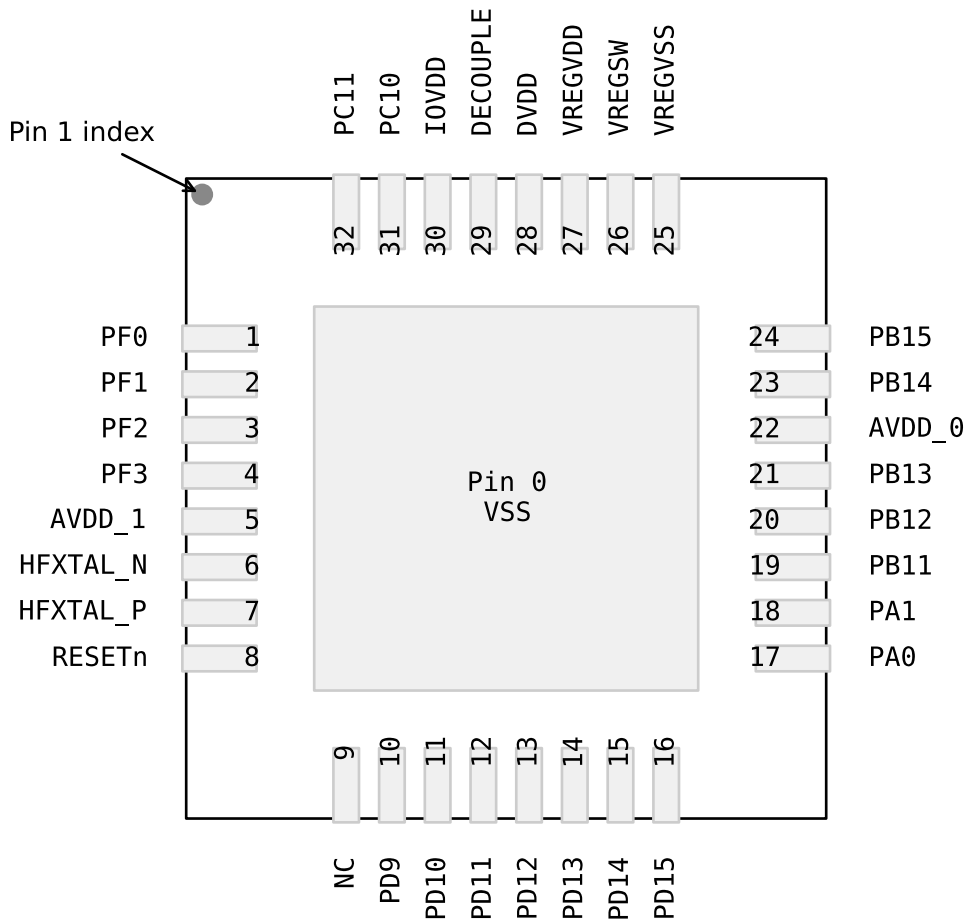 PC11
PC10
IOVDD
DECOUPLE
DVDD
VREGVDD
VREGSW
VREGVSS
Pin 1 index
32
31
30
29
28
27
26
25
PF0 1
PF1 2
PF2 3
PF3 4
AVDD_1 5
HFXTAL_N 6
HFXTAL_P 7
RESETn 8
Pin 0
VSS
24 PB15
23 PB14
22 AVDD_0
21 PB13
20 PB12
19 PB11
18 PA1
17 PA0
9
10
11
12
13
14
15
16
NC
PD9
PD10
PD11
PD12
PD13
PD14
PD15